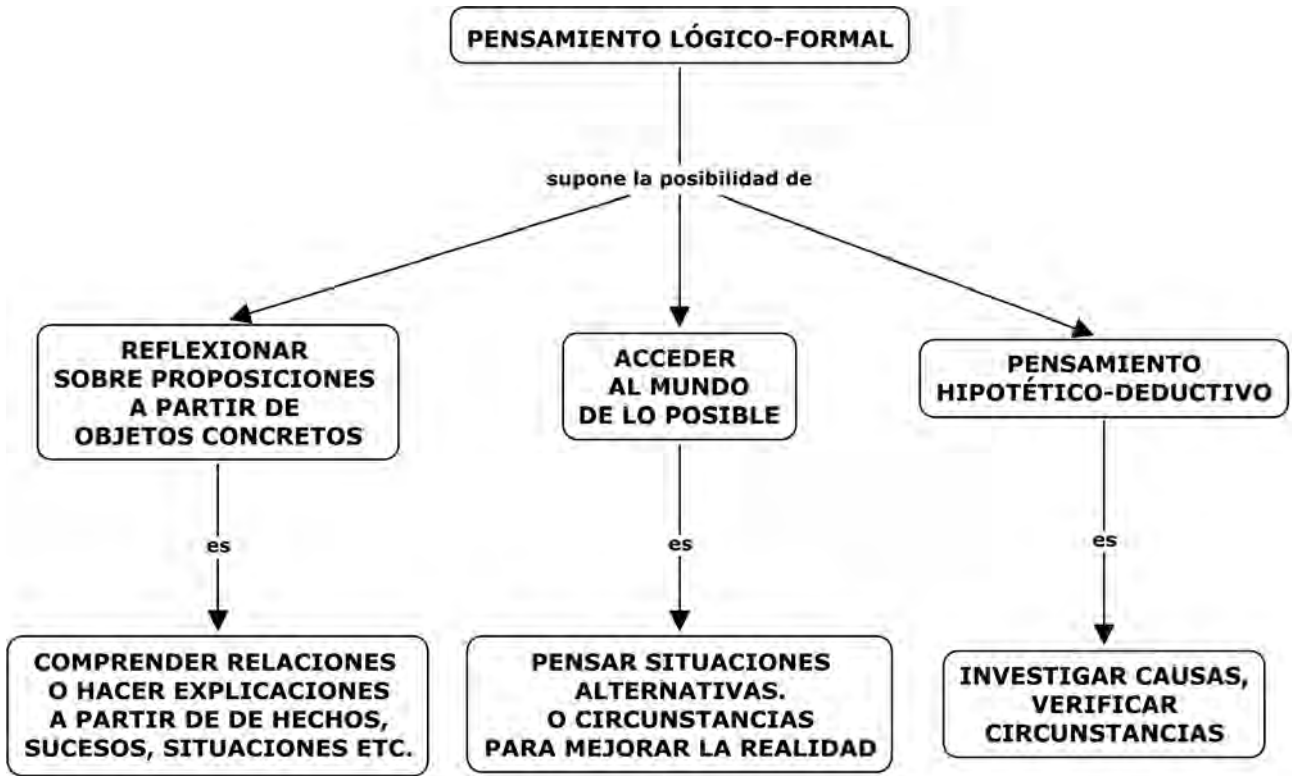 PENSAMIENTO LÓGICO-FORMAL
supone la posibilidad de
REFLEXIONAR
SOBRE PROPOSICIONES
A PARTIR DE
OBJETOS CONCRETOS
ACCEDER
AL MUNDO
DE LO POSIBLE
PENSAMIENTO
HIPOTÉTICO-DEDUCTIVO
es
es
es
COMPRENDER RELACIONES
O HACER EXPLICACIONES
A PARTIR DE DE HECHOS,
SUCESOS, SITUACIONES ETC.
PENSAR SITUACIONES
ALTERNATIVAS.
O CIRCUNSTANCIAS
PARA MEJORAR LA REALIDAD
INVESTIGAR CAUSAS,
VERIFICAR
CIRCUNSTANCIAS